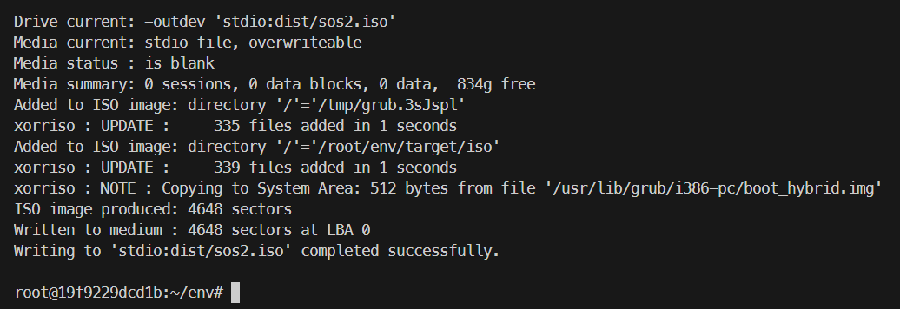 Drive current: -outdev 'stdio:dist/sos2.iso'
Media current: stdio file, overwriteable
Media status : is blank
Media summary: 0 sessions, 0 data blocks, 0 data,  834g free
Added to ISO image: directory '/'='/tmp/grub.3sJspl'
xorriso : UPDATE :     335 files added in 1 seconds
Added to ISO image: directory '/'='/root/env/target/iso'
xorriso : UPDATE :     339 files added in 1 seconds
xorriso : NOTE : Copying to System Area: 512 bytes from file '/usr/lib/grub/i386-pc/boot_hybrid.img'
ISO image produced: 4648 sectors
Written to medium : 4648 sectors at LBA 0
Writing to 'stdio:dist/sos2.iso' completed successfully.
root@19f9229dcd1b:~/env#